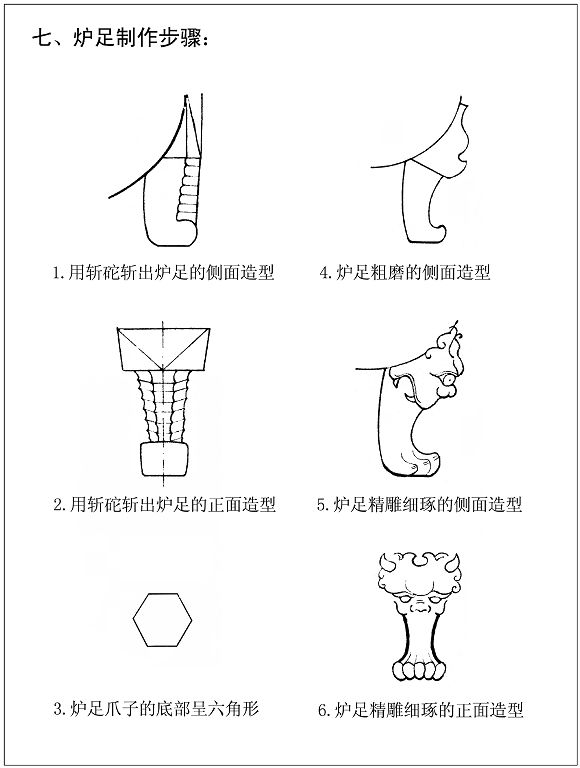 七、炉足制作步骤：
1.用斩砣斩出炉足的侧面造型
4.炉足粗磨的侧面造型
2.用斩砣斩出炉足的正面造型
5.炉足精雕细琢的侧面造型
3.炉足爪子的底部呈六角形
6.炉足精雕细琢的正面造型